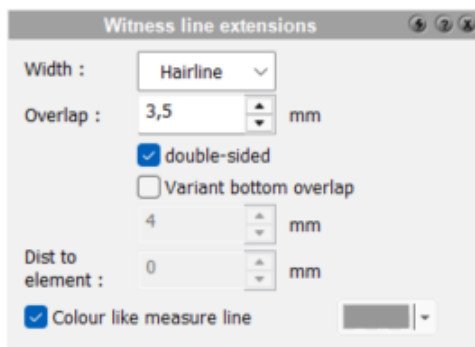 Witness line extensions
Width : Hairline
Overlap : 3,5 mm
double-sided
Variant bottom overlap
4 mm
Dist to
element : 0 mm
Colour like measure line